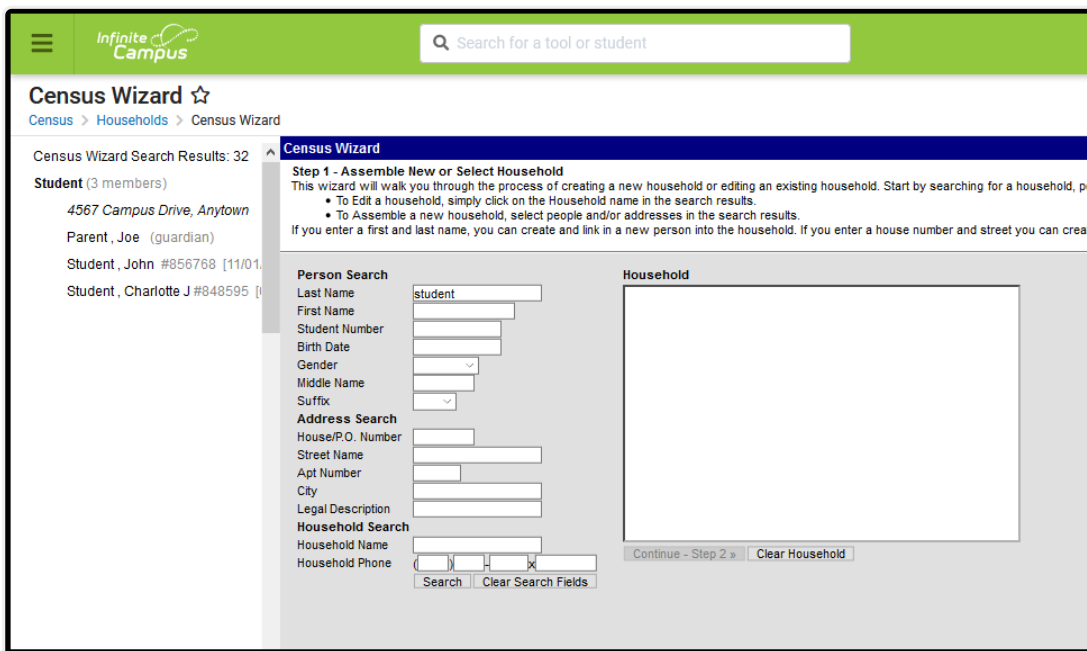 Infinite Campus
Search for a tool or student
Census Wizard
Census > Households > Census Wizard
Census Wizard Search Results: 32
Student (3 members)
4567 Campus Drive, Anytown
Parent , Joe (guardian)
Student , John #856768 [11/01/
Student , Charlotte J #848595 [
Census Wizard
Step 1 - Assemble New or Select Household
This wizard will walk you through the process of creating a new household or editing an existing household. Start by searching for a household,
• To Edit a household, simply click on the Household name in the search results.
• To Assemble a new household, select people and/or addresses in the search results.
If you enter a first and last name, you can create and link in a new person into the household. If you enter a house number and street you can
Person Search
Last Name student
First Name
Student Number
Birth Date
Gender
Middle Name
Suffix
Address Search
House/P.O. Number
Street Name
Apt Number
City
Legal Description
Household Search
Household Name
Household Phone ( ) - x
Search Clear Search Fields
Household
Continue - Step 2 » Clear Household